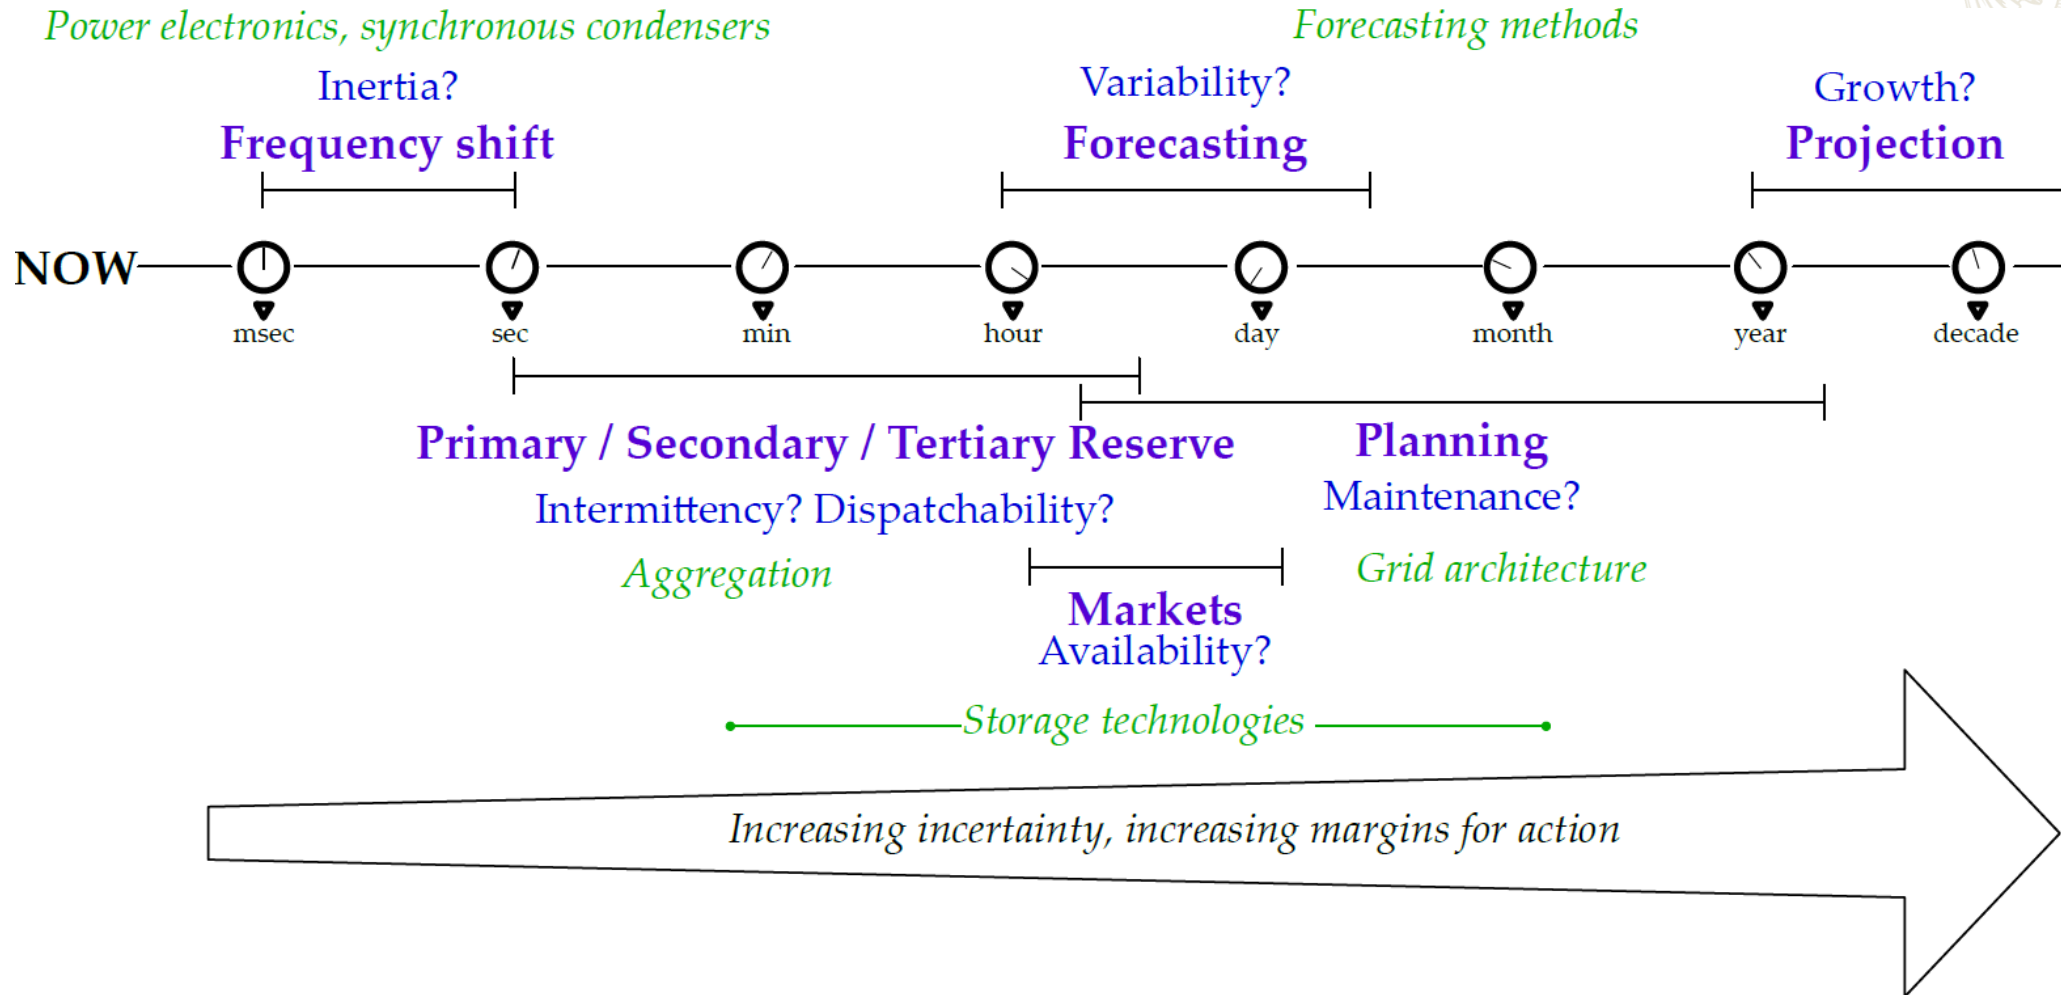 Power electronics, synchronous condensers
Forecasting methods
Inertia?
Variability?
Growth?
Frequency shift
Forecasting
Projection
NOW
msec
sec
min
hour
day
month
year
decade
Primary / Secondary / Tertiary Reserve
Planning
Intermittency? Dispatchability?
Maintenance?
Aggregation
Grid architecture
Markets
Availability?
Storage technologies
Increasing incertainty, increasing margins for action